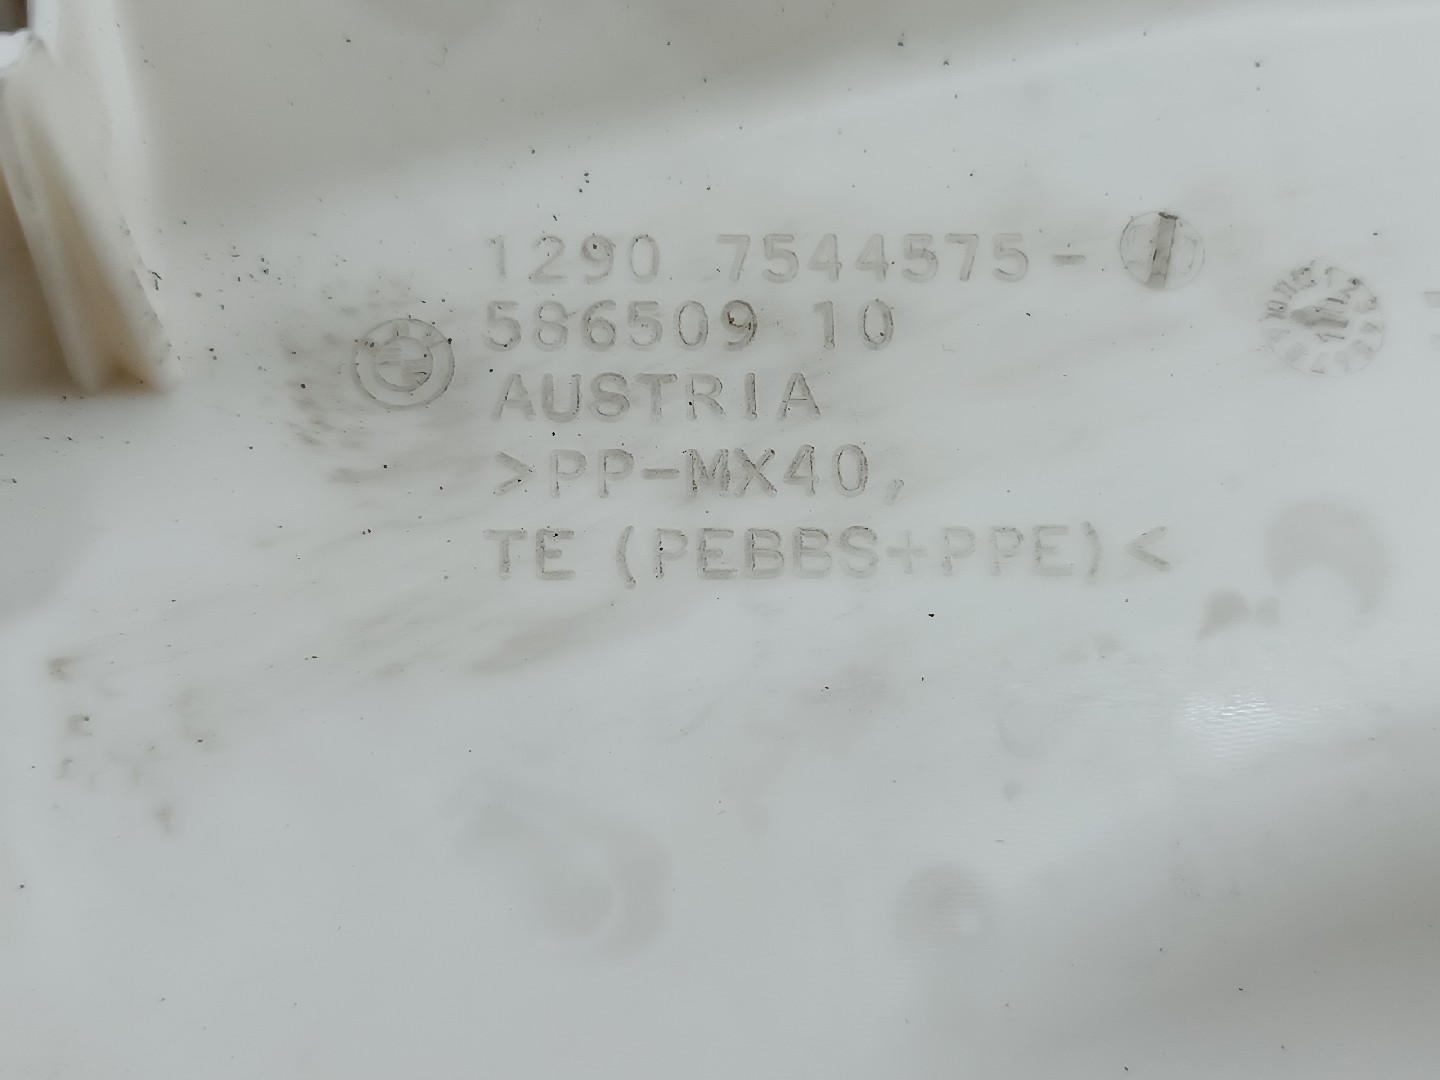 1290 7544575-
586509 10
AUSTRIA
>PP-MX40,
TE (PEBBS+PPE)<